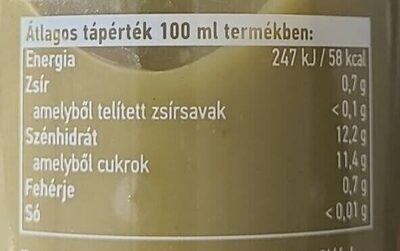 Átlagos tápérték 100 ml termékben:
Energia 247 kJ / 58 kcal
Zsír 0,7 g
amelyből telített zsírsavak <0,1 g
Szénhidrát 12,2 g
amelyből cukrok 11,4 g
Fehérje 0,7 g
Só <0,01 g